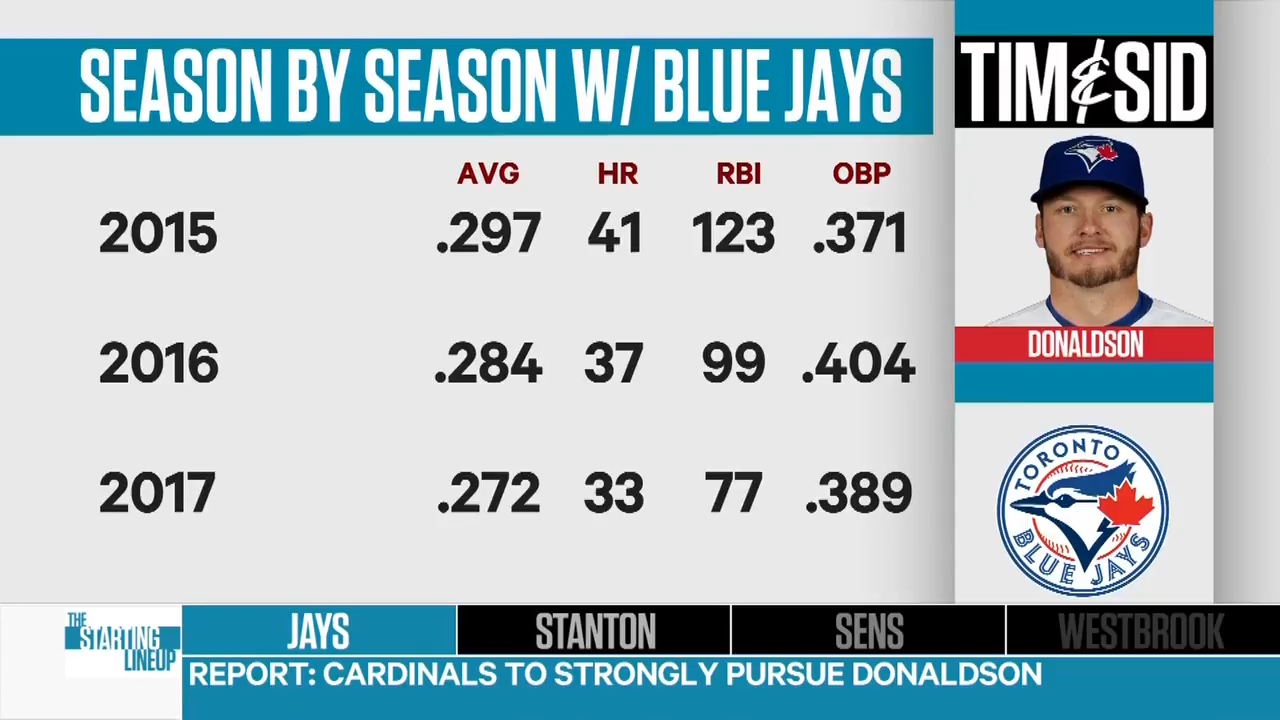 SEASON BY SEASON W/ BLUE JAYS
TIM & SID
AVG HR RBI OBP
2015 .297 41 123 .371
2016 .284 37 99 .404
2017 .272 33 77 .389
DONALDSON
TORONTO
BLUE JAYS
THE
STARTING
LINEUP
JAYS
STANTON
SENS
WESTBROOK
REPORT: CARDINALS TO STRONGLY PURSUE DONALDSON